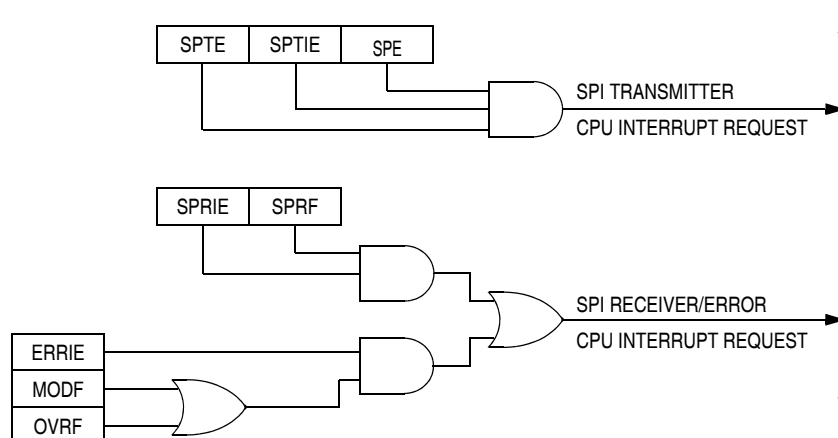 SPTE SPTIE SPE
SPI TRANSMITTER
CPU INTERRUPT REQUEST
SPRIE SPRF
SPI RECEIVER/ERROR
CPU INTERRUPT REQUEST
ERRIE
MODF
OVRF